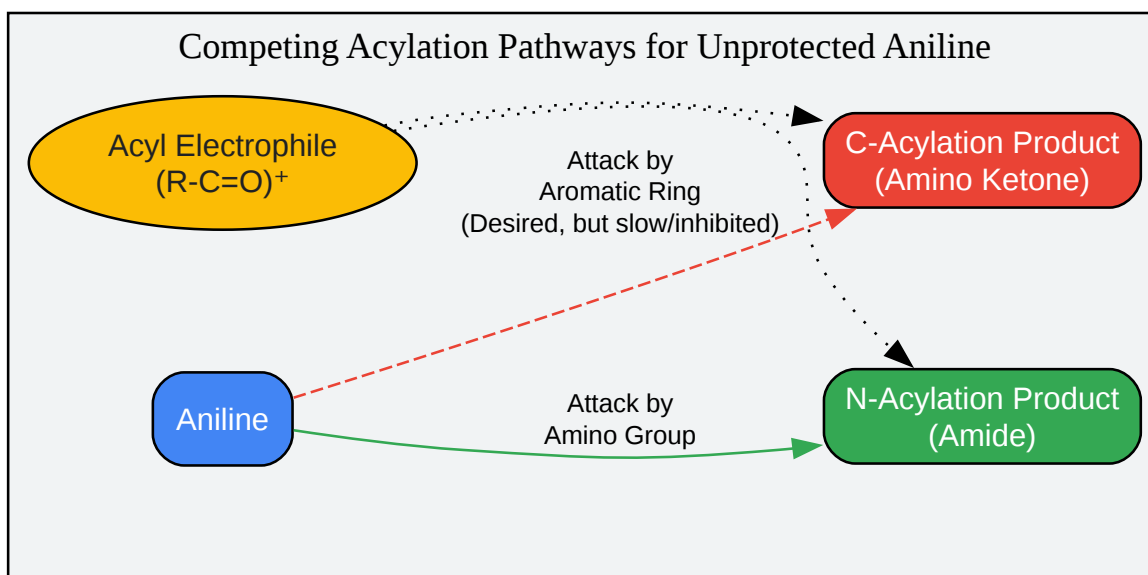 Competing Acylation Pathways for Unprotected Aniline
Acyl Electrophile
(R-C=O)⁺
C-Acylation Product
(Amino Ketone)
Attack by
Aromatic Ring
(Desired, but slow/inhibited)
Aniline
Attack by
Amino Group
N-Acylation Product
(Amide)